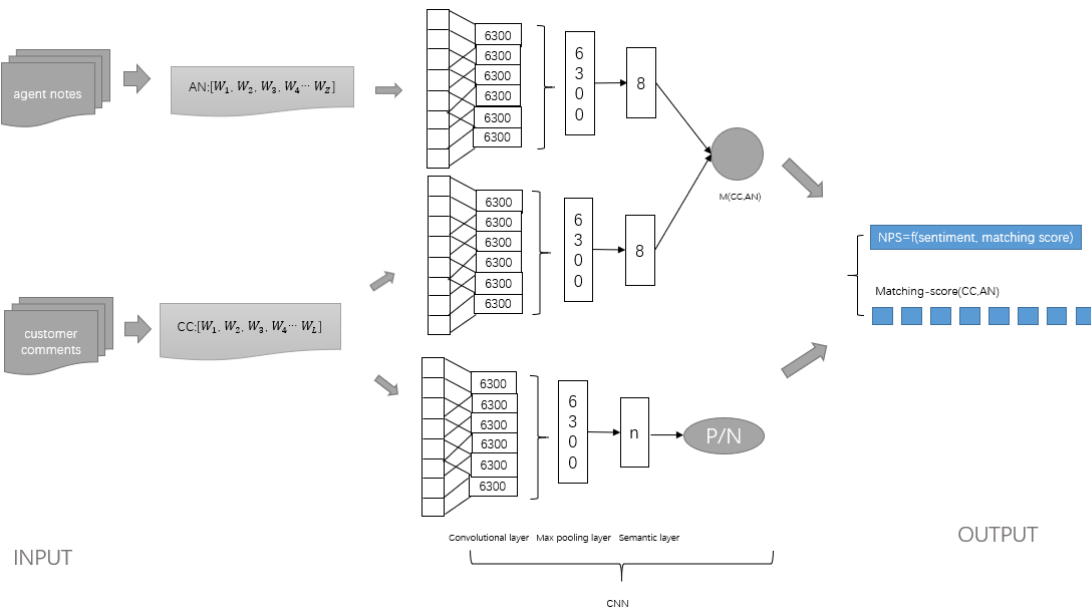 agent notes
AN:[W₁, W₂, W₃, W₄⋯ W_Z]
6300
6300
6300
6300
6300
6300
6
3
0
0
8
M(CC,AN)
6300
6300
6300
6300
6300
6300
6
3
0
0
8
NPS=f(sentiment, matching score)
Matching-score(CC,AN)
customer
comments
CC:[W₁, W₂, W₃, W₄⋯ W_L]
6300
6300
6300
6300
6300
6300
6
3
0
0
n
P/N
Convolutional layer Max pooling layer Semantic layer
INPUT
OUTPUT
CNN